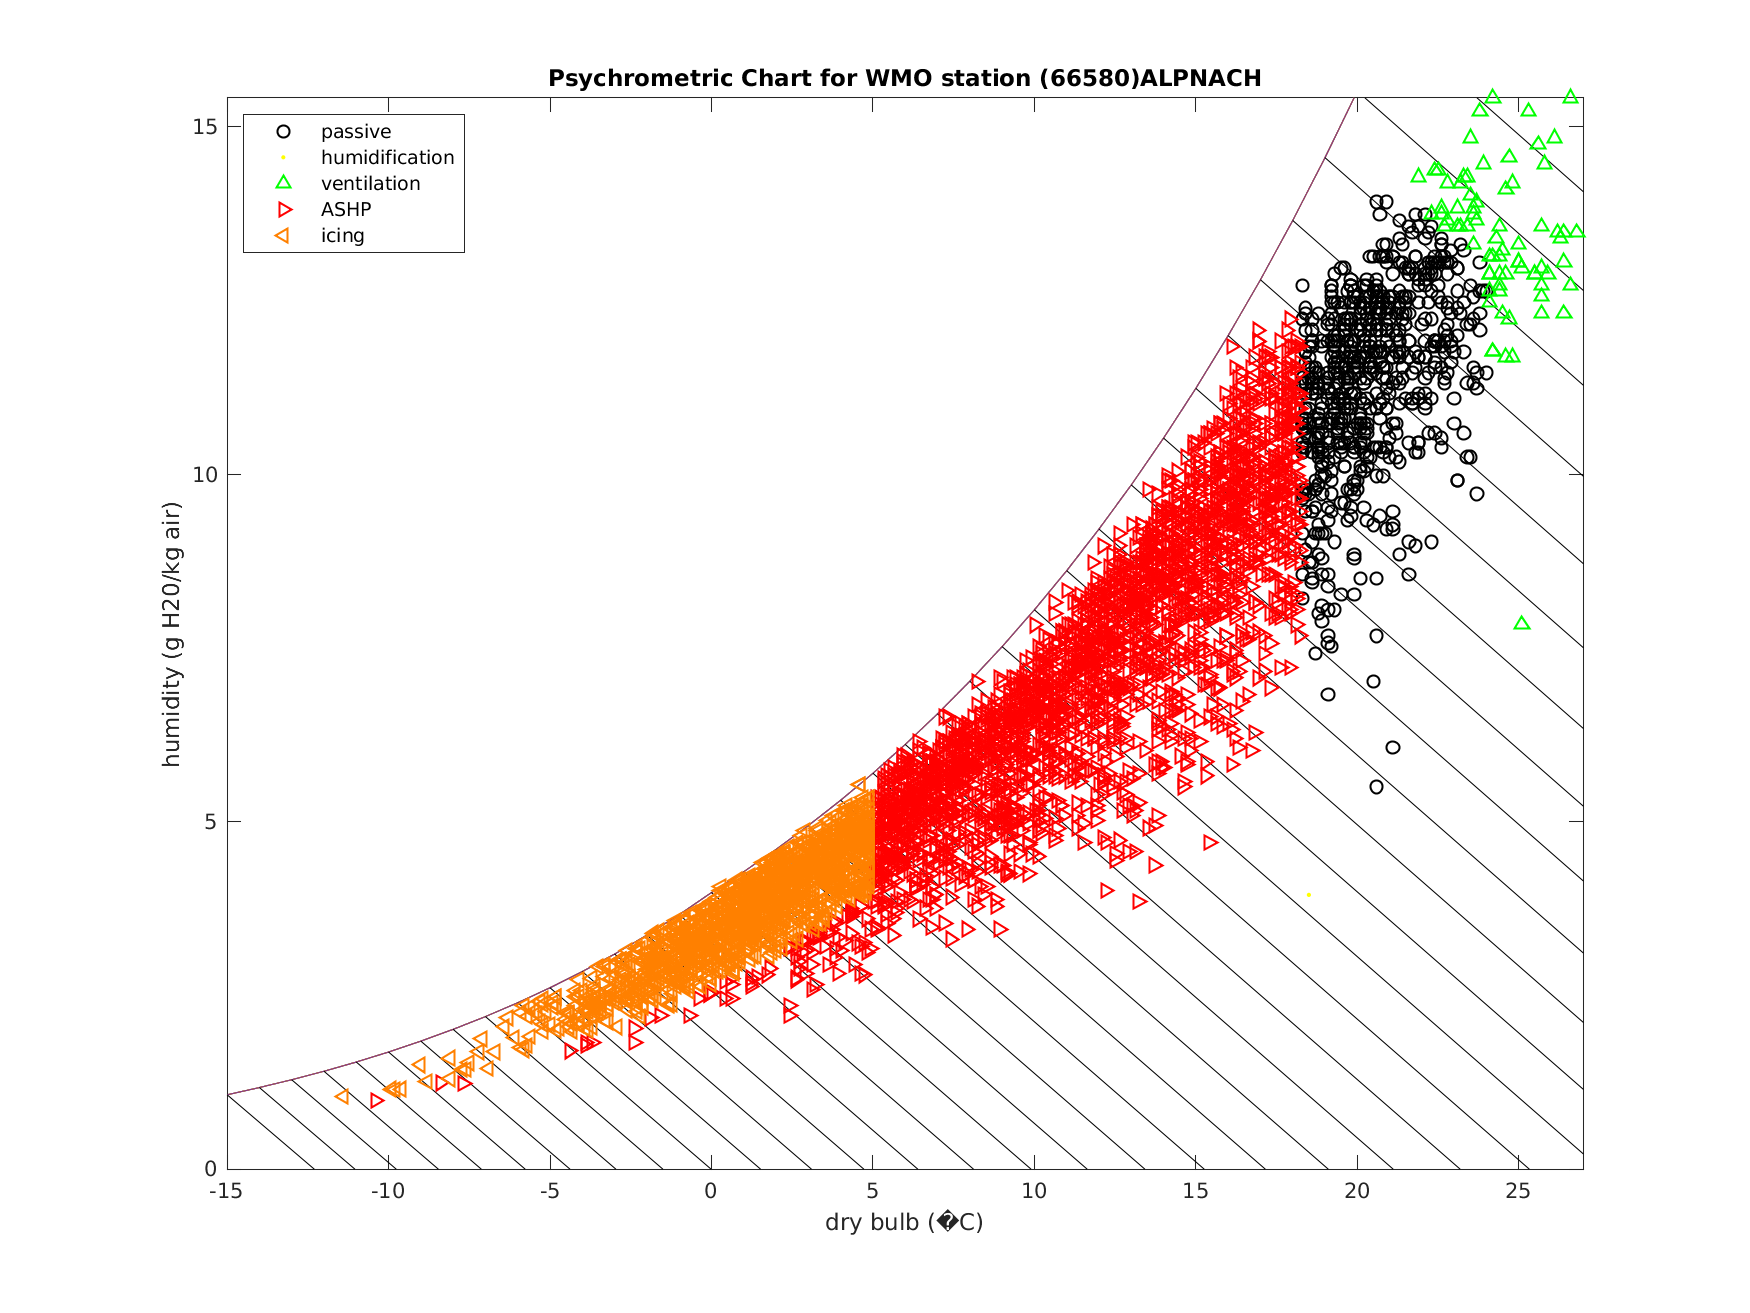 Psychrometric Chart for WMO station (66580)ALPNACH
passive
humidification
ventilation
ASHP
icing
15
10
5
0
humidity (g H20/kg air)
-15 -10 -5 0 5 10 15 20 25
dry bulb (�C)